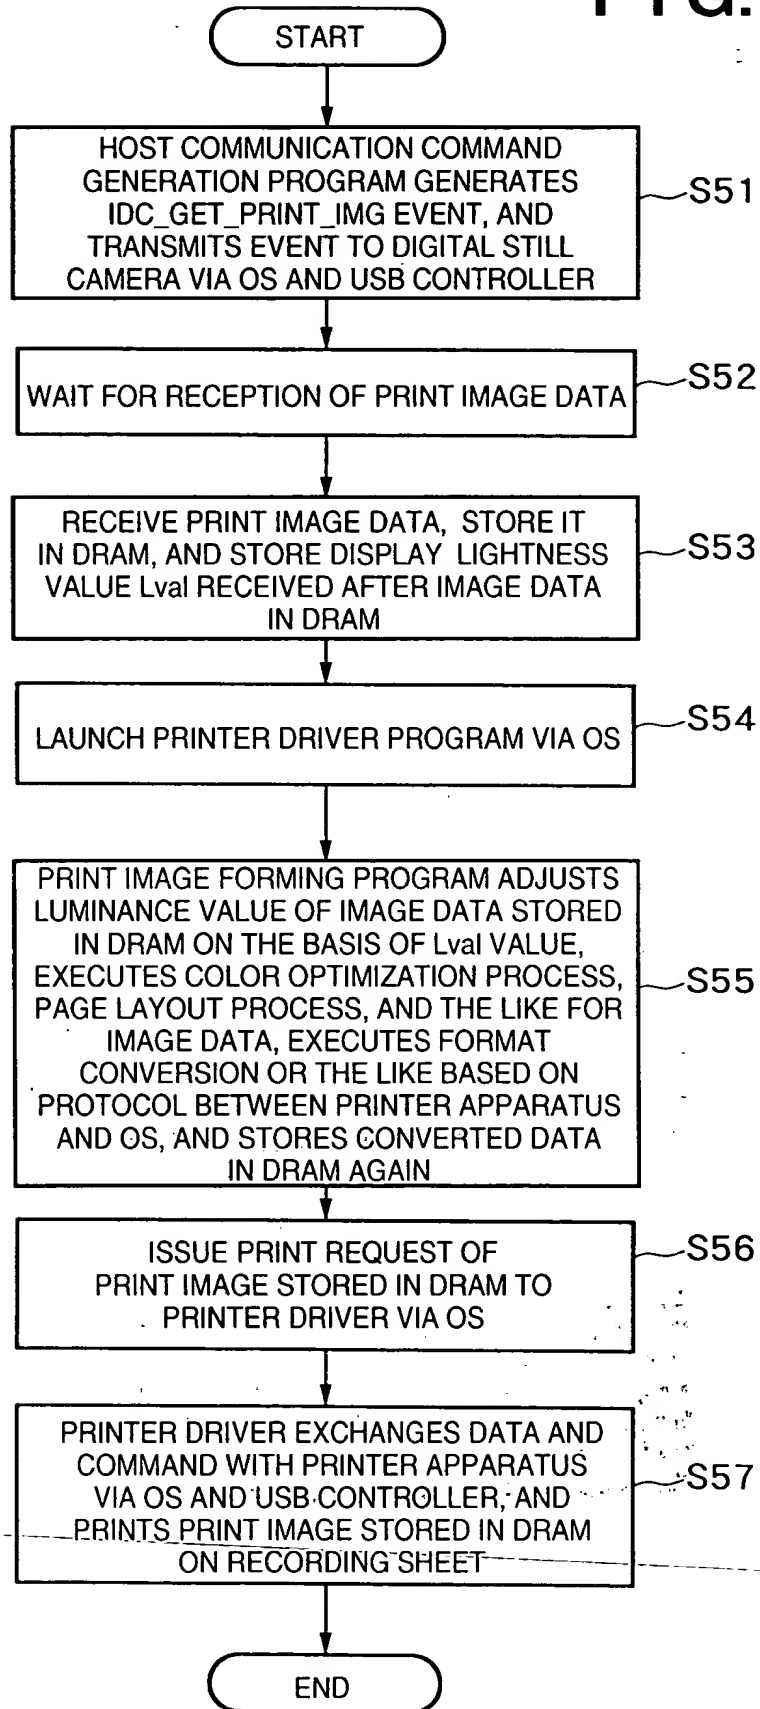 FIG.
START
HOST COMMUNICATION COMMAND
GENERATION PROGRAM GENERATES
IDC_GET_PRINT_IMG EVENT, AND
TRANSMITS EVENT TO DIGITAL STILL
CAMERA VIA OS AND USB CONTROLLER
S51
WAIT FOR RECEPTION OF PRINT IMAGE DATA
S52
RECEIVE PRINT IMAGE DATA, STORE IT
IN DRAM, AND STORE DISPLAY LIGHTNESS
VALUE Lval RECEIVED AFTER IMAGE DATA
IN DRAM
S53
LAUNCH PRINTER DRIVER PROGRAM VIA OS
S54
PRINT IMAGE FORMING PROGRAM ADJUSTS
LUMINANCE VALUE OF IMAGE DATA STORED
IN DRAM ON THE BASIS OF Lval VALUE,
EXECUTES COLOR OPTIMIZATION PROCESS,
PAGE LAYOUT PROCESS, AND THE LIKE FOR
IMAGE DATA, EXECUTES FORMAT
CONVERSION OR THE LIKE BASED ON
PROTOCOL BETWEEN PRINTER APPARATUS
AND OS, AND STORES CONVERTED DATA
IN DRAM AGAIN
S55
ISSUE PRINT REQUEST OF
PRINT IMAGE STORED IN DRAM TO
PRINTER DRIVER VIA OS
S56
PRINTER DRIVER EXCHANGES DATA AND
COMMAND WITH PRINTER APPARATUS
VIA OS AND USB CONTROLLER, AND
PRINTS PRINT IMAGE STORED IN DRAM
ON RECORDING SHEET
S57
END